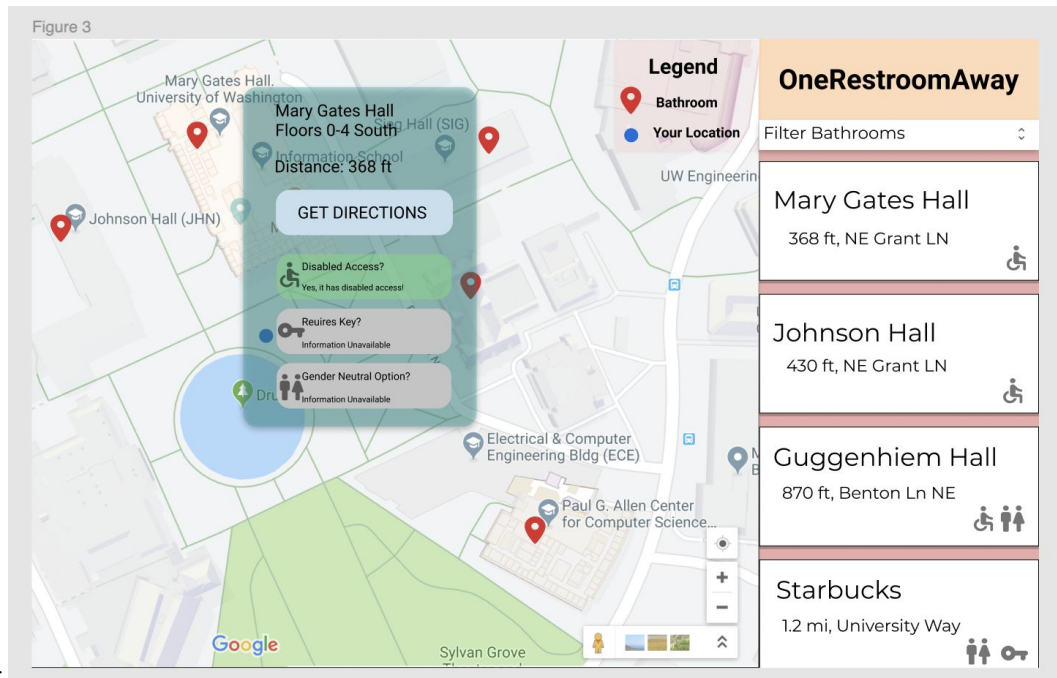 Figure 3
Mary Gates Hall.
University of Washington
Mary Gates Hall
Floors 0-4 South
Sieg Hall (SIG)
Information School
Distance: 368 ft
GET DIRECTIONS
Johnson Hall (JHN)
Disabled Access?
Yes, it has disabled access!
Reuires Key?
Information Unavailable
Gender Neutral Option?
Information Unavailable
Electrical & Computer
Engineering Bldg (ECE)
Paul G. Allen Center
for Computer Science...
UW Engineerin
Google
Sylvan Grove
Legend
Bathroom
Your Location
OneRestroomAway
Filter Bathrooms
Mary Gates Hall
368 ft, NE Grant LN
Johnson Hall
430 ft, NE Grant LN
Guggenhiem Hall
870 ft, Benton Ln NE
Starbucks
1.2 mi, University Way